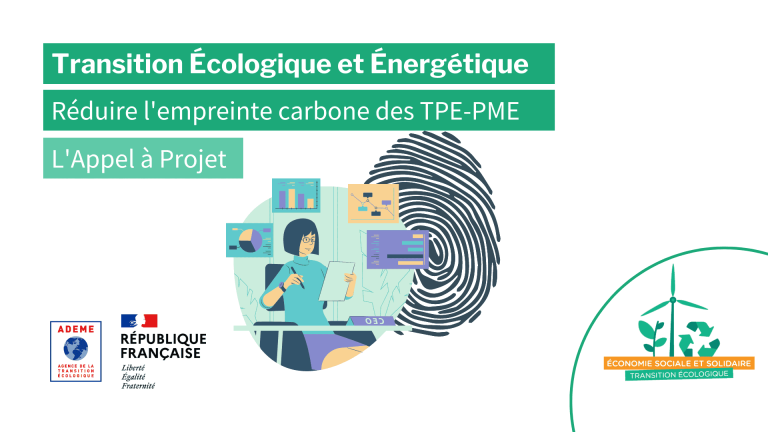 Transition Écologique et Énergétique
Réduire l'empreinte carbone des TPE-PME
L'Appel à Projet
CEO
ADEME
AGENCE DE LA
TRANSITION
ÉCOLOGIQUE
RÉPUBLIQUE
FRANÇAISE
Liberté
Égalité
Fraternité
ÉCONOMIE SOCIALE ET SOLIDAIRE
TRANSITION ÉCOLOGIQUE